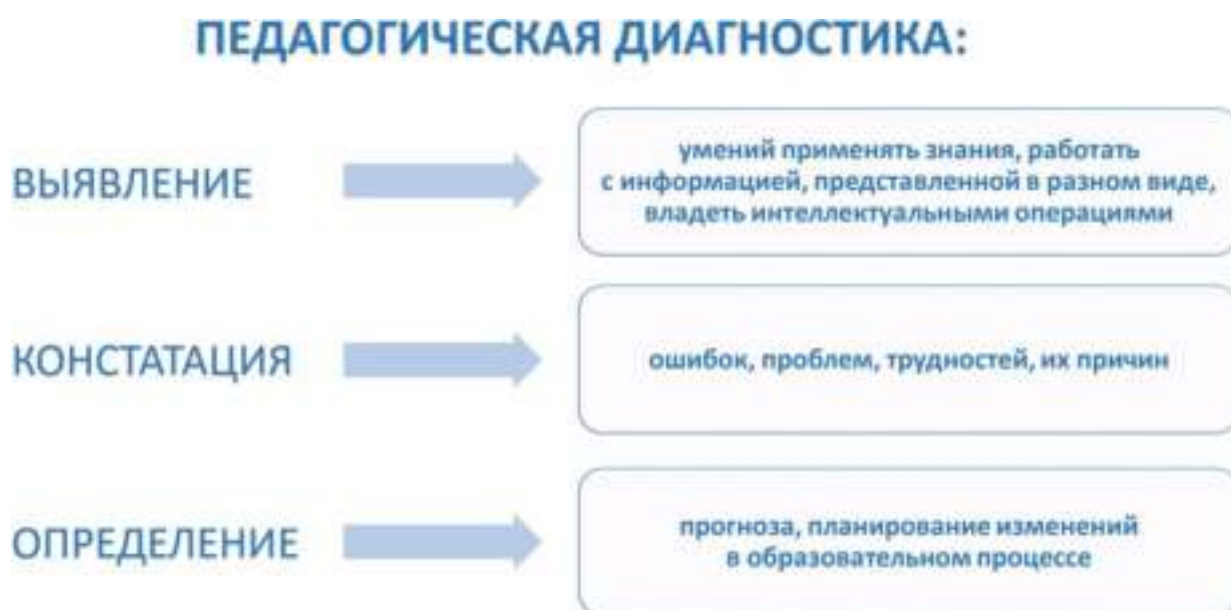 ПЕДАГОГИЧЕСКАЯ ДИАГНОСТИКА:
ВЫЯВЛЕНИЕ
умений применять знания, работать
с информацией, представленной в разном виде,
владеть интеллектуальными операциями
КОНСТАТАЦИЯ
ошибок, проблем, трудностей, их причин
ОПРЕДЕЛЕНИЕ
прогноза, планирование изменений
в образовательном процессе